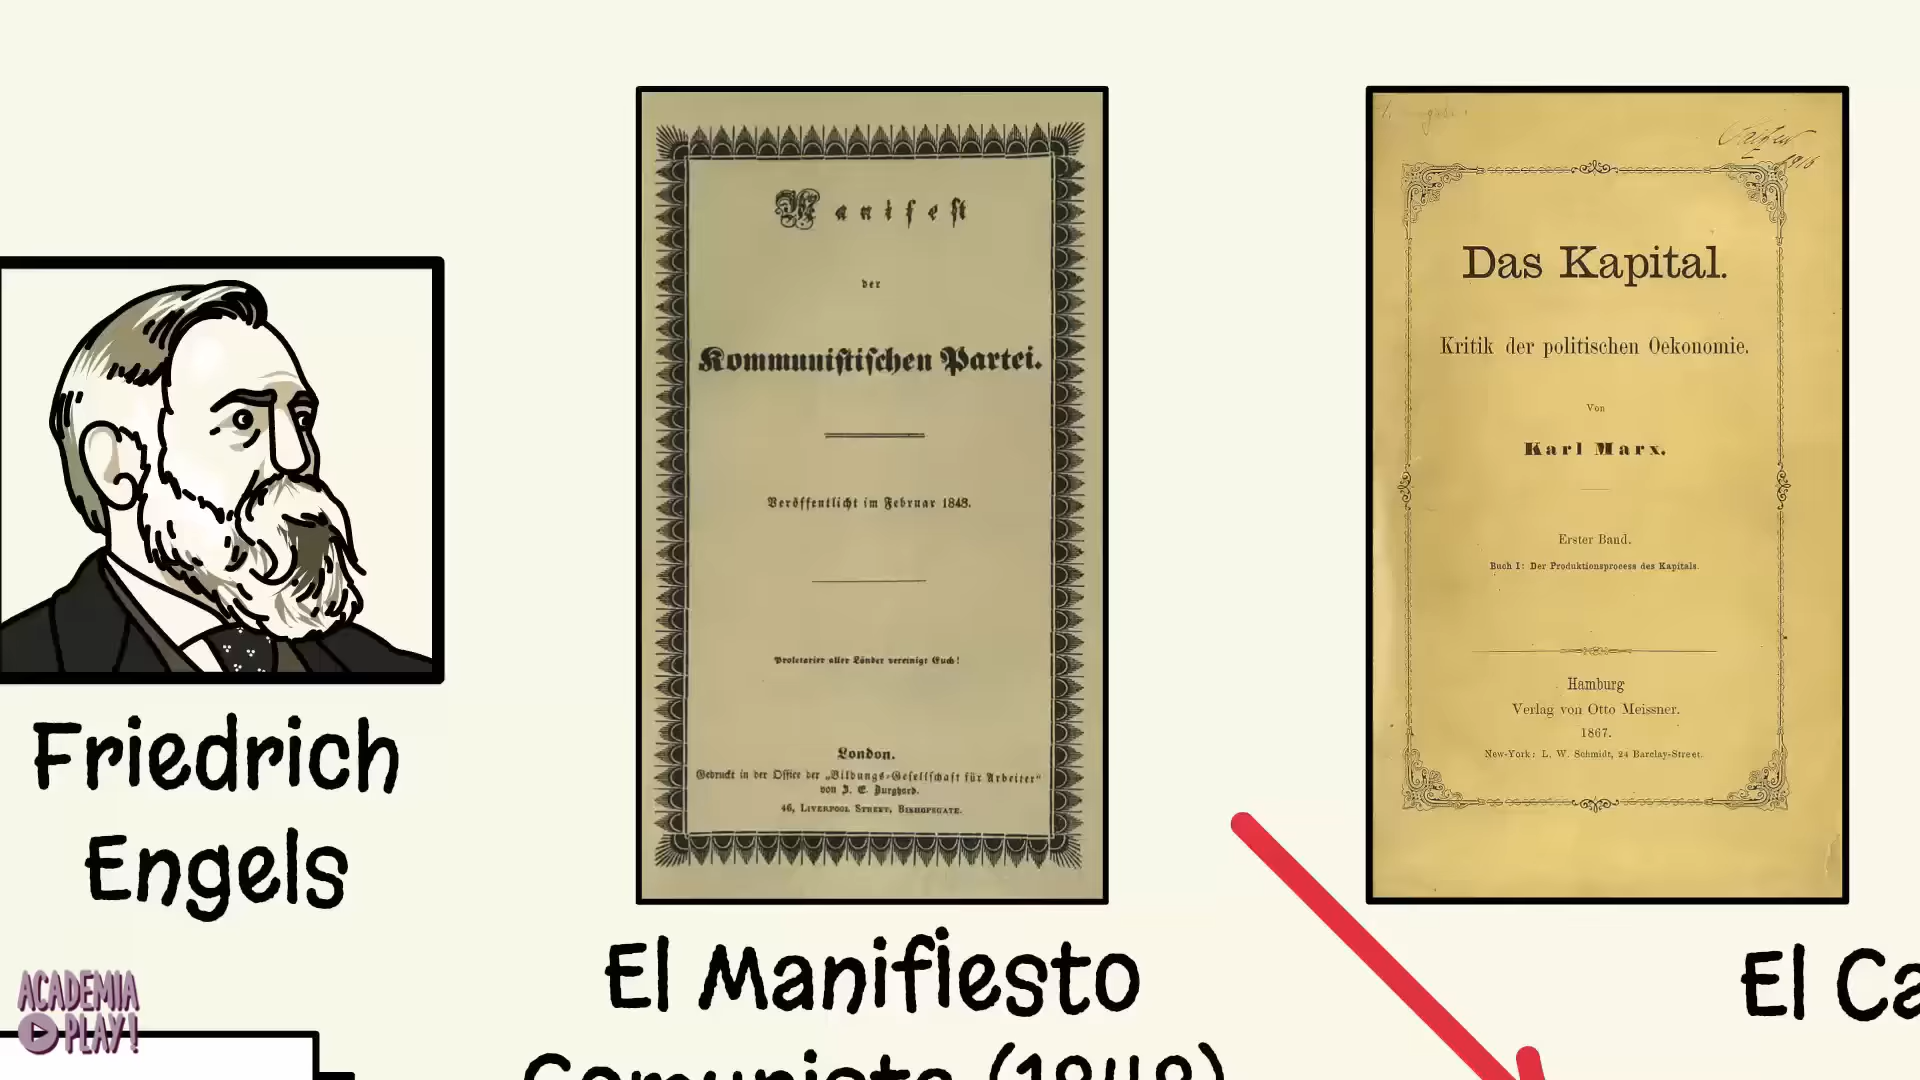 Friedrich
Engels
ACADEMIA
PLAY!
Manifest
der
Kommunistischen Partei.
Veröffentlicht im Februar 1848.
Proletarier aller Länder vereinigt Euch!
London.
Gedruckt in der Office der „Bildungs-Gesellschaft für Arbeiter"
von J. E. Burghard.
46, LIVERPOOL STREET, BISHOPSGATE.
El Manifiesto
Comunista (1848)
Das Kapital.
Kritik der politischen Oekonomie.
Von
Karl Marx.
Erster Band.
Buch I: Der Produktionsprocess des Kapitals.
Hamburg
Verlag von Otto Meissner.
1867.
New-York: L. W. Schmidt, 24 Barclay-Street.
El Ca